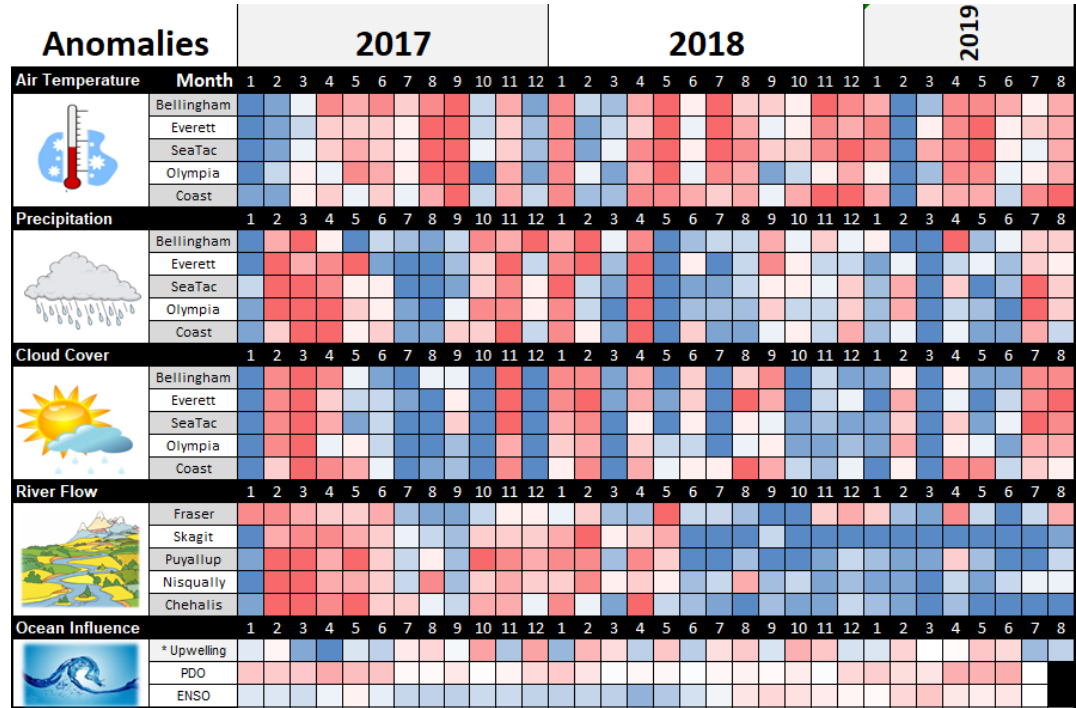 Anomalies 2017 2018 2019
Air Temperature Month 1 2 3 4 5 6 7 8 9 10 11 12 1 2 3 4 5 6 7 8 9 10 11 12 1 2 3 4 5 6 7 8
Bellingham
Everett
SeaTac
Olympia
Coast
Precipitation 1 2 3 4 5 6 7 8 9 10 11 12 1 2 3 4 5 6 7 8 9 10 11 12 1 2 3 4 5 6 7 8
Bellingham
Everett
SeaTac
Olympia
Coast
Cloud Cover 1 2 3 4 5 6 7 8 9 10 11 12 1 2 3 4 5 6 7 8 9 10 11 12 1 2 3 4 5 6 7 8
Bellingham
Everett
SeaTac
Olympia
Coast
River Flow 1 2 3 4 5 6 7 8 9 10 11 12 1 2 3 4 5 6 7 8 9 10 11 12 1 2 3 4 5 6 7 8
Fraser
Skagit
Puyallup
Nisqually
Chehalis
Ocean Influence 1 2 3 4 5 6 7 8 9 10 11 12 1 2 3 4 5 6 7 8 9 10 11 12 1 2 3 4 5 6 7 8
* Upwelling
PDO
ENSO